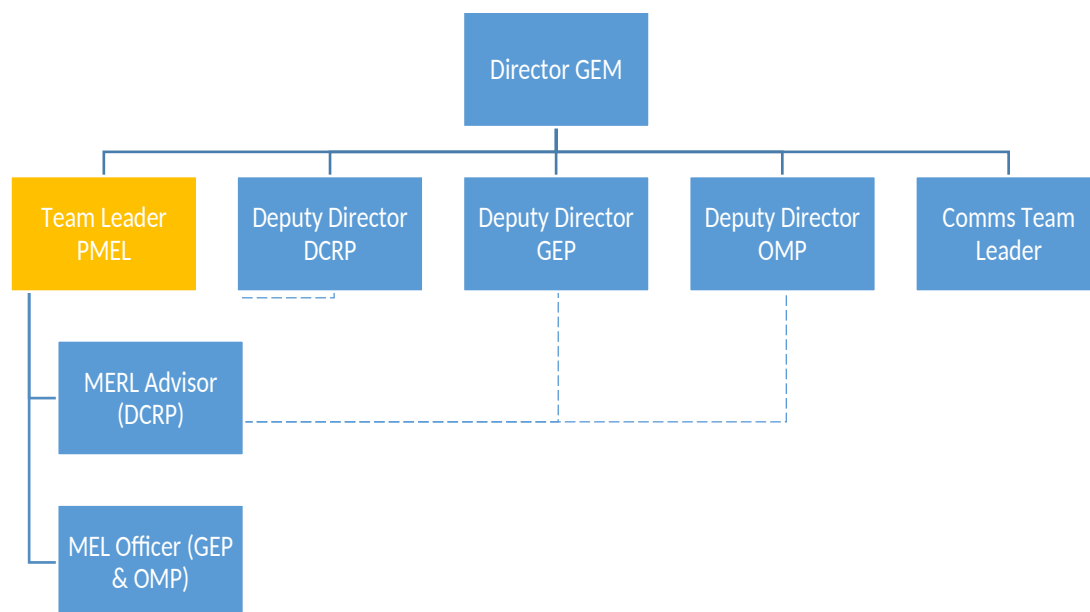 Director GEM
Team Leader
PMEL
Deputy Director
DCRP
Deputy Director
GEP
Deputy Director
OMP
Comms Team
Leader
MERL Advisor
(DCRP)
MEL Officer (GEP
& OMP)